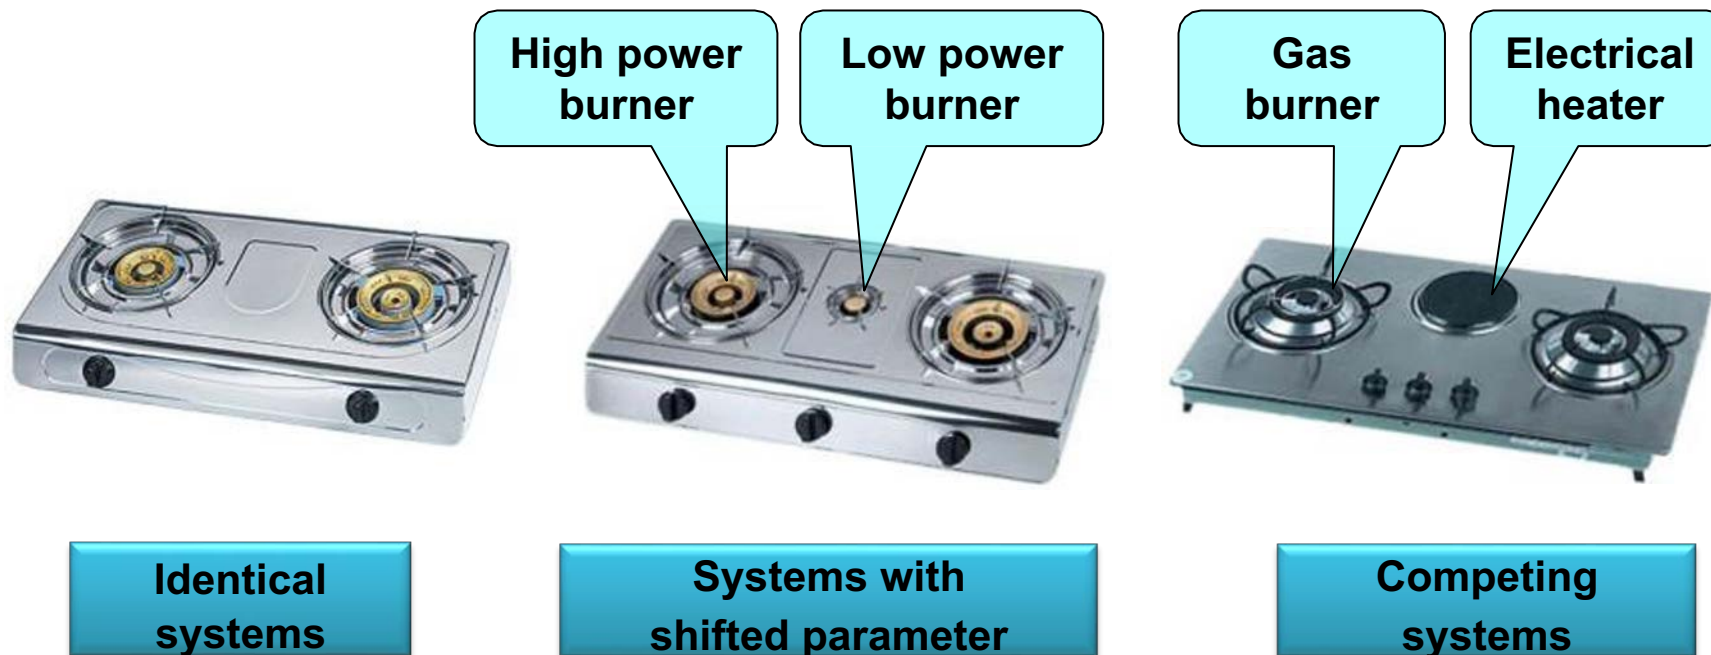 High power
burner
Low power
burner
Gas
burner
Electrical
heater
Identical
systems
Systems with
shifted parameter
Competing
systems